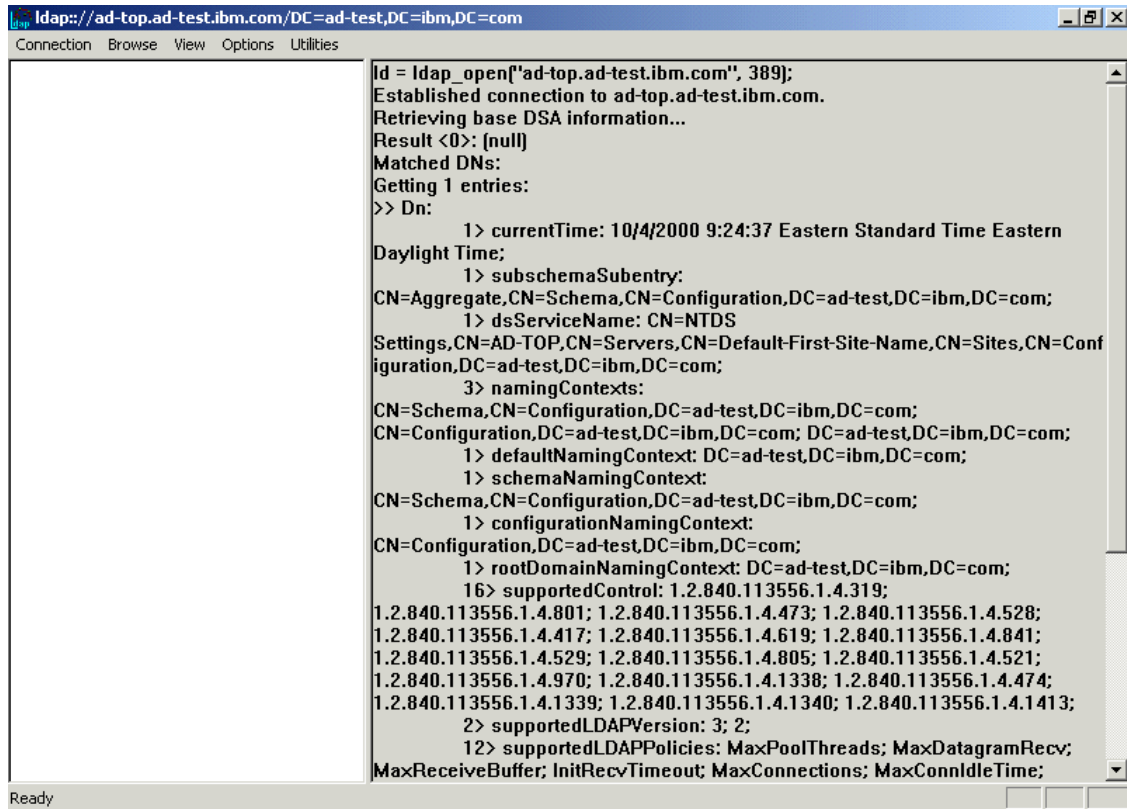 ldap://ad-top.ad-test.ibm.com/DC=ad-test,DC=ibm,DC=com
Connection Browse View Options Utilities
ld = ldap_open("ad-top.ad-test.ibm.com", 389);
Established connection to ad-top.ad-test.ibm.com.
Retrieving base DSA information...
Result <0>: (null)
Matched DNs:
Getting 1 entries:
>> Dn:
1> currentTime: 10/4/2000 9:24:37 Eastern Standard Time Eastern
Daylight Time;
1> subschemaSubentry:
CN=Aggregate,CN=Schema,CN=Configuration,DC=ad-test,DC=ibm,DC=com;
1> dsServiceName: CN=NTDS
Settings,CN=AD-TOP,CN=Servers,CN=Default-First-Site-Name,CN=Sites,CN=Conf
iguration,DC=ad-test,DC=ibm,DC=com;
3> namingContexts:
CN=Schema,CN=Configuration,DC=ad-test,DC=ibm,DC=com;
CN=Configuration,DC=ad-test,DC=ibm,DC=com; DC=ad-test,DC=ibm,DC=com;
1> defaultNamingContext: DC=ad-test,DC=ibm,DC=com;
1> schemaNamingContext:
CN=Schema,CN=Configuration,DC=ad-test,DC=ibm,DC=com;
1> configurationNamingContext:
CN=Configuration,DC=ad-test,DC=ibm,DC=com;
1> rootDomainNamingContext: DC=ad-test,DC=ibm,DC=com;
16> supportedControl: 1.2.840.113556.1.4.319;
1.2.840.113556.1.4.801; 1.2.840.113556.1.4.473; 1.2.840.113556.1.4.528;
1.2.840.113556.1.4.417; 1.2.840.113556.1.4.619; 1.2.840.113556.1.4.841;
1.2.840.113556.1.4.529; 1.2.840.113556.1.4.805; 1.2.840.113556.1.4.521;
1.2.840.113556.1.4.970; 1.2.840.113556.1.4.1338; 1.2.840.113556.1.4.474;
1.2.840.113556.1.4.1339; 1.2.840.113556.1.4.1340; 1.2.840.113556.1.4.1413;
2> supportedLDAPVersion: 3; 2;
12> supportedLDAPPolicies: MaxPoolThreads; MaxDatagramRecv;
MaxReceiveBuffer; InitRecvTimeout; MaxConnections; MaxConnIdleTime;
Ready